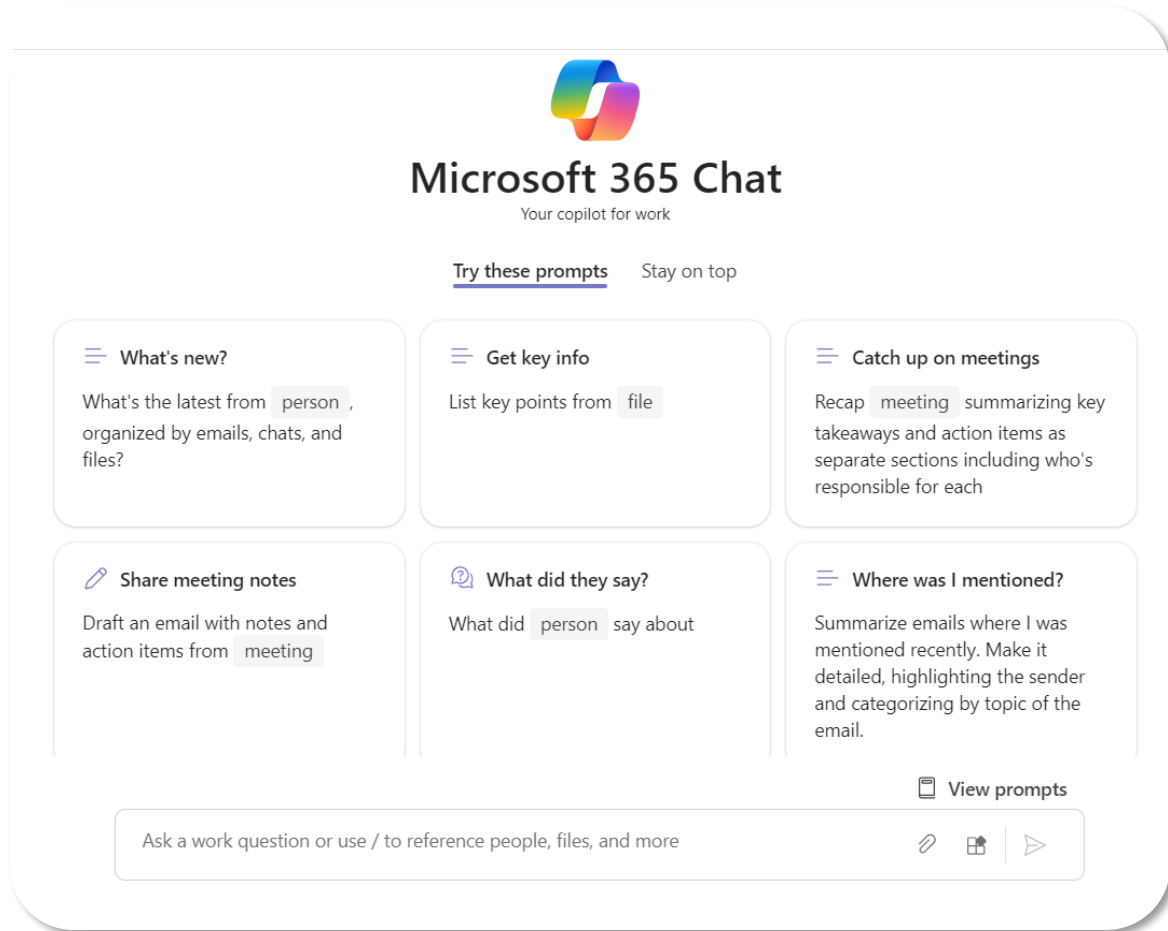 Microsoft 365 Chat
Your copilot for work
Try these prompts
Stay on top
What's new?
What's the latest from person ,
organized by emails, chats, and
files?
Get key info
List key points from file
Catch up on meetings
Recap meeting summarizing key
takeaways and action items as
separate sections including who's
responsible for each
Share meeting notes
Draft an email with notes and
action items from meeting
What did they say?
What did person say about
Where was I mentioned?
Summarize emails where I was
mentioned recently. Make it
detailed, highlighting the sender
and categorizing by topic of the
email.
View prompts
Ask a work question or use / to reference people, files, and more